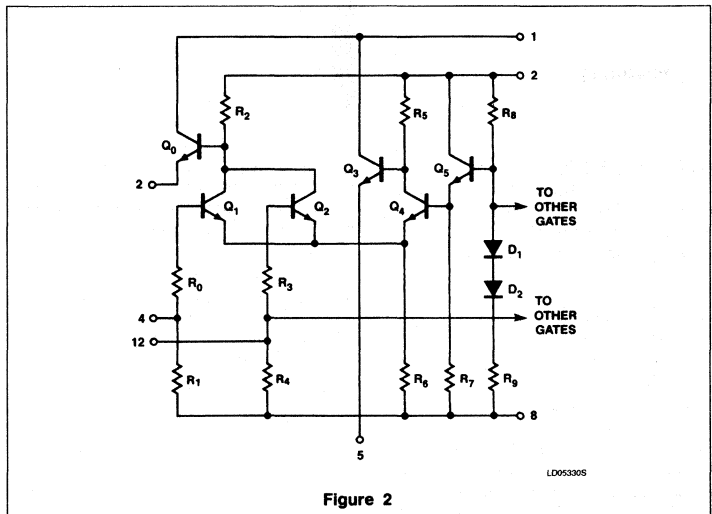 1
2
R2
R5
R8
Q0
Q3
Q5
2
Q1
Q2
Q4
TO
OTHER
GATES
D1
R0
R3
D2
4
TO
OTHER
GATES
12
R1
R4
R6
R7
R9
8
5
LD05330S
Figure 2